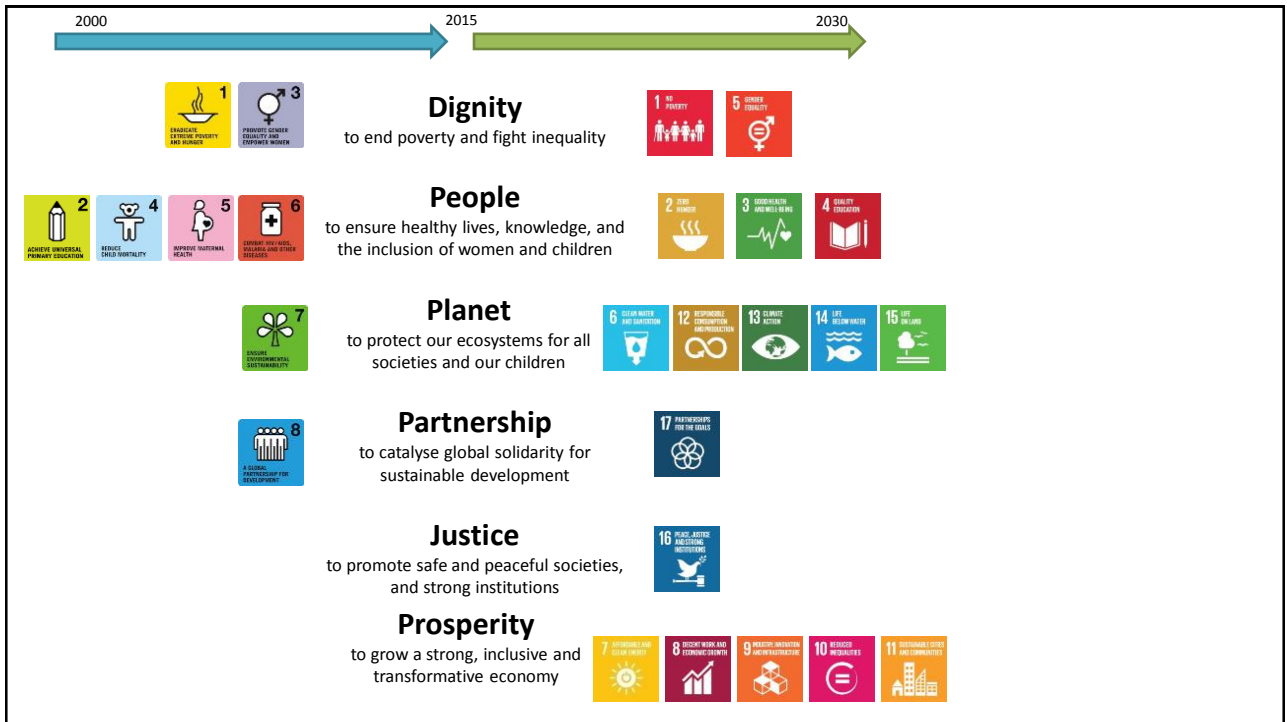 2000
2015
2030
1
ERADICATE
EXTREME POVERTY
AND HUNGER
3
PROMOTE GENDER
EQUALITY AND
EMPOWER WOMEN
Dignity
to end poverty and fight inequality
1 NO
POVERTY
5 GENDER
EQUALITY
2
ACHIEVE UNIVERSAL
PRIMARY EDUCATION
4
REDUCE
CHILD MORTALITY
5
IMPROVE MATERNAL
HEALTH
6
COMBAT HIV/AIDS,
MALARIA AND OTHER
DISEASES
People
to ensure healthy lives, knowledge, and
the inclusion of women and children
2 ZERO
HUNGER
3 GOOD HEALTH
AND WELL-BEING
4 QUALITY
EDUCATION
7
ENSURE
ENVIRONMENTAL
SUSTAINABILITY
Planet
to protect our ecosystems for all
societies and our children
6 CLEAN WATER
AND SANITATION
12 RESPONSIBLE
CONSUMPTION
AND PRODUCTION
13 CLIMATE
ACTION
14 LIFE
BELOW WATER
15 LIFE
ON LAND
8
A GLOBAL
PARTNERSHIP FOR
DEVELOPMENT
Partnership
to catalyse global solidarity for
sustainable development
17 PARTNERSHIPS
FOR THE GOALS
Justice
to promote safe and peaceful societies,
and strong institutions
16 PEACE, JUSTICE
AND STRONG
INSTITUTIONS
Prosperity
to grow a strong, inclusive and
transformative economy
7 AFFORDABLE AND
CLEAN ENERGY
8 DECENT WORK AND
ECONOMIC GROWTH
9 INDUSTRY, INNOVATION
AND INFRASTRUCTURE
10 REDUCED
INEQUALITIES
11 SUSTAINABLE CITIES
AND COMMUNITIES